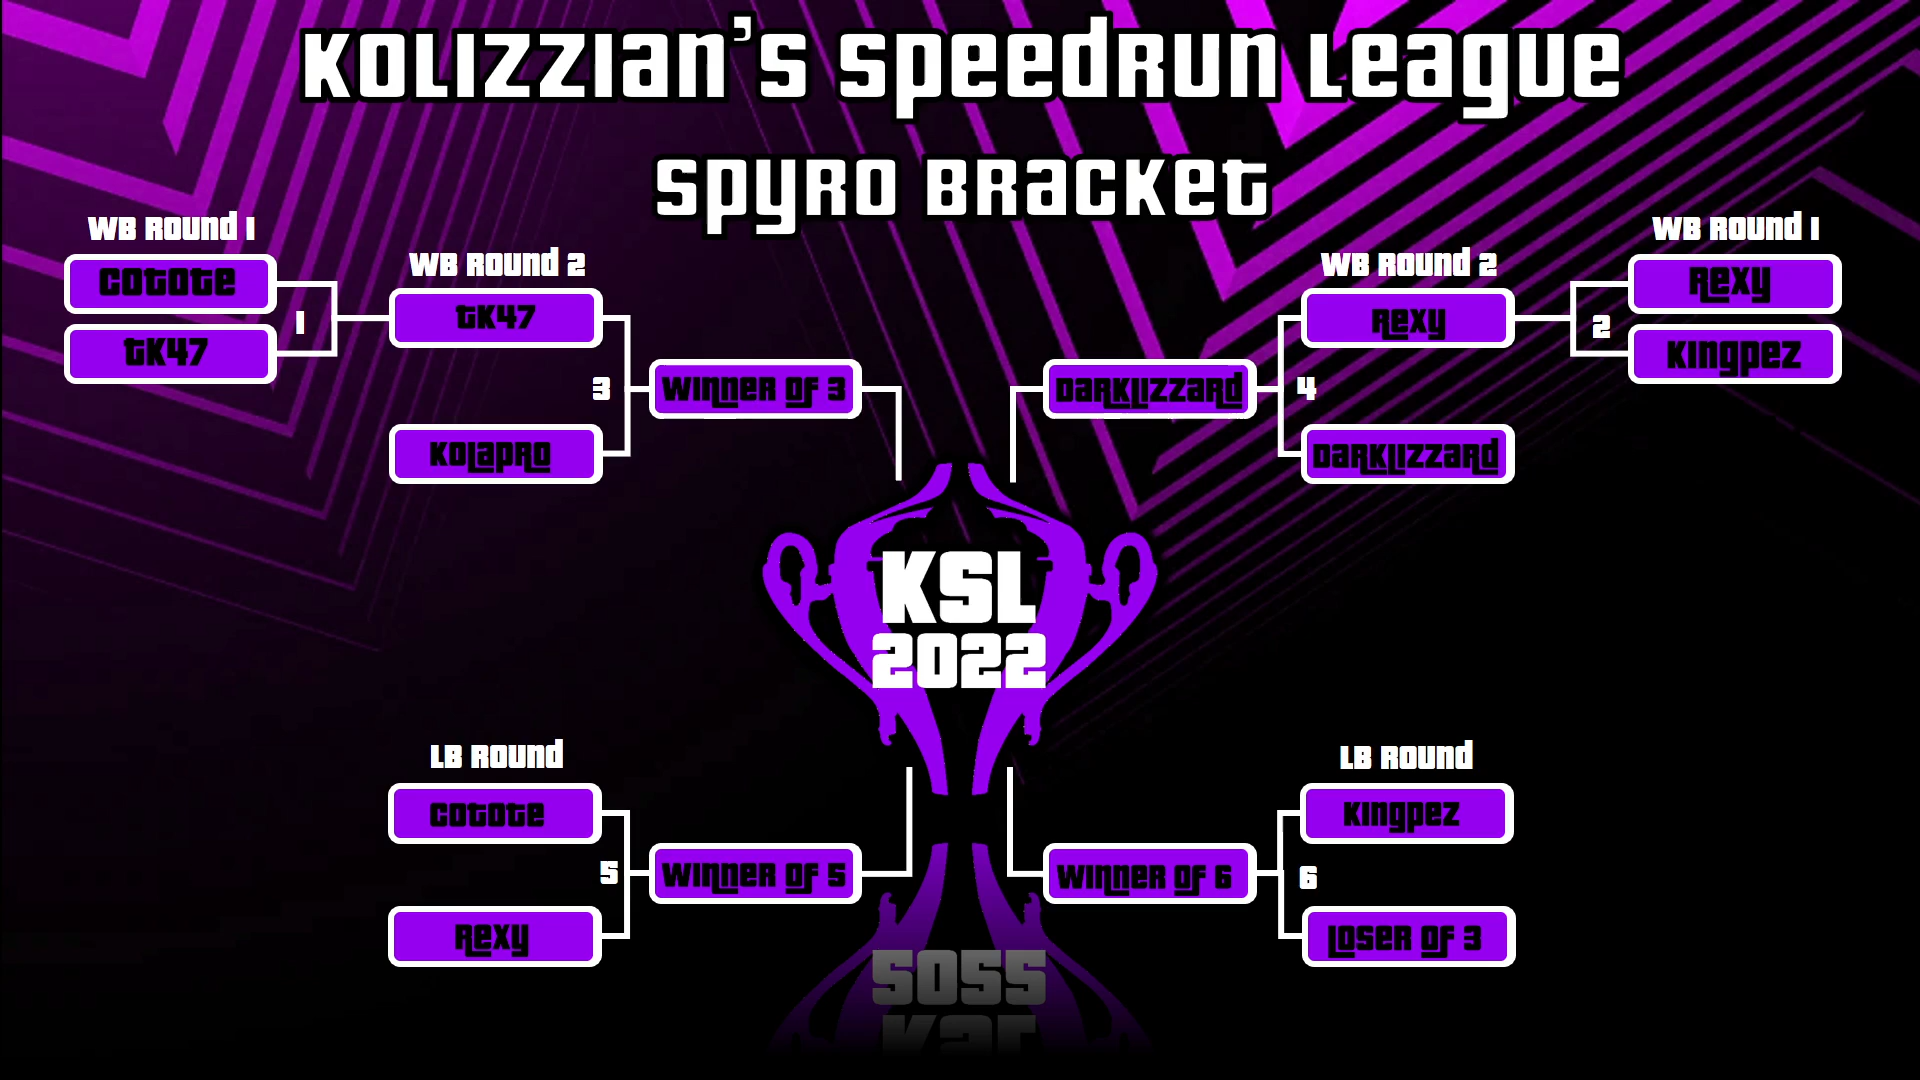 Kolizzian's Speedrun League
Spyro Bracket
WB Round 1
Cotote
TK47
1
WB Round 2
TK47
Kolapro
3
Winner of 3
Darklizzard
4
WB Round 2
Rexy
Darklizzard
WB Round 1
Rexy
Kingpez
2
KSL
2022
LB Round
Cotote
Rexy
5
Winner of 5
Winner of 6
6
LB Round
Kingpez
Loser of 3